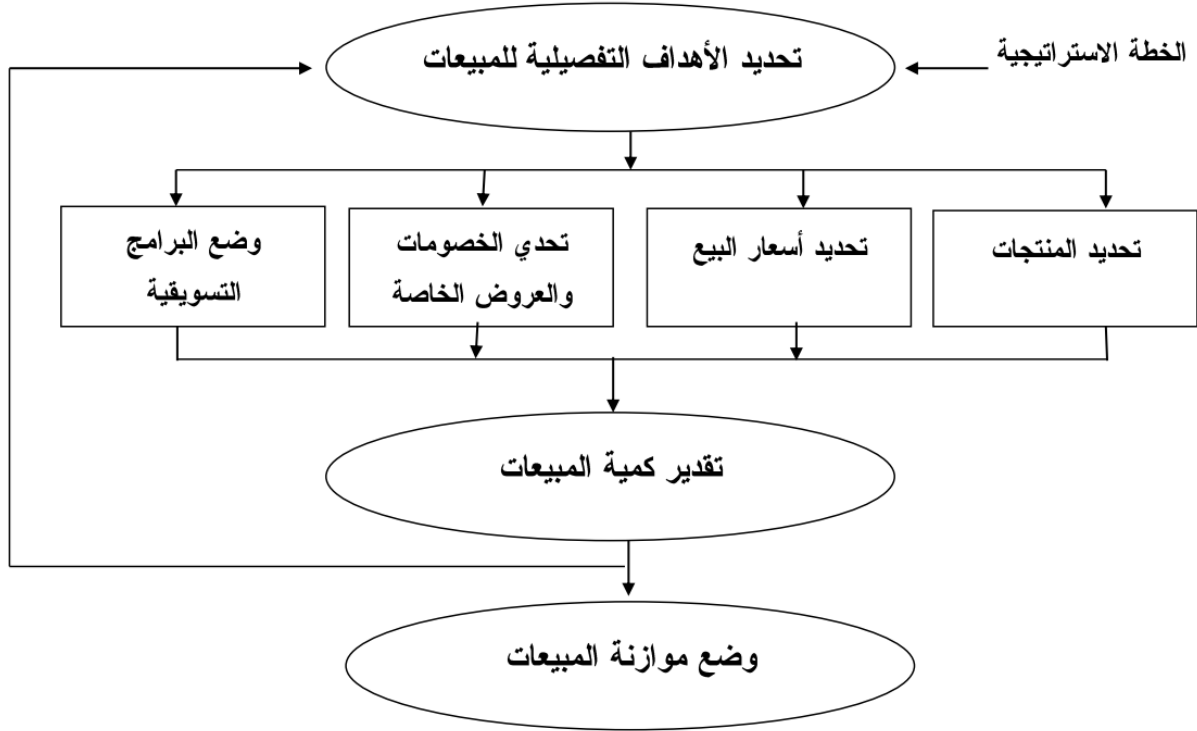 الخطة الاستراتيجية
تحديد الأهداف التفصيلية للمبيعات
تحديد المنتجات
تحديد أسعار البيع
تحدي الخصومات
والعروض الخاصة
وضع البرامج
التسويقية
تقدير كمية المبيعات
وضع موازنة المبيعات